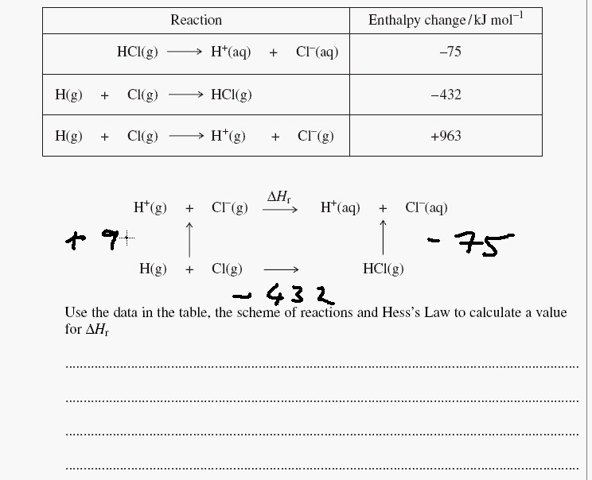 Reaction Enthalpy change/kJ mol⁻¹
HCl(g) ⟶ H⁺(aq) + Cl⁻(aq) –75
H(g) + Cl(g) ⟶ HCl(g) –432
H(g) + Cl(g) ⟶ H⁺(g) + Cl⁻(g) +963
ΔHᵣ
H⁺(g) + Cl⁻(g) ⟶ H⁺(aq) + Cl⁻(aq)
+ 9 - 75
H(g) + Cl(g) ⟶ HCl(g)
- 432
Use the data in the table, the scheme of reactions and Hess's Law to calculate a value
for ΔHᵣ